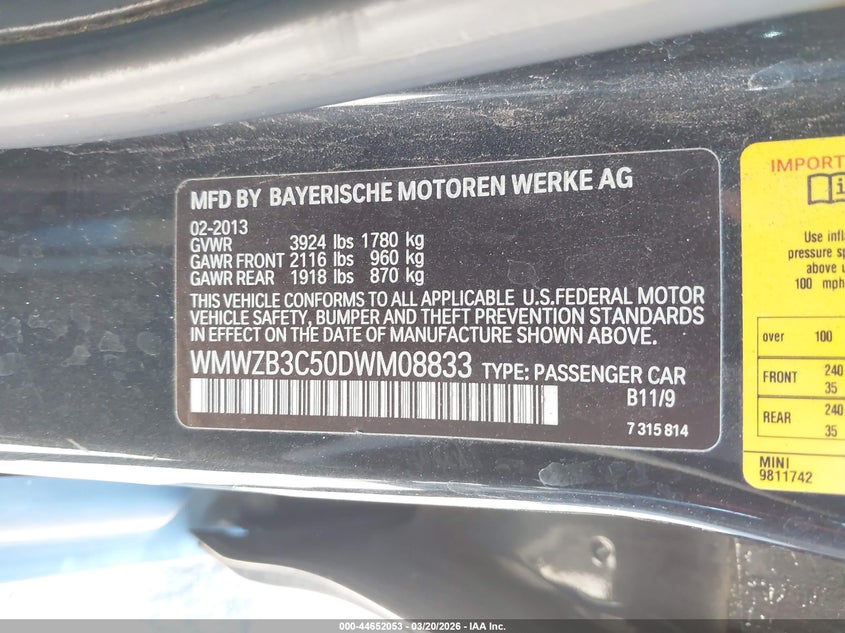 MFD BY BAYERISCHE MOTOREN WERKE AG
02-2013
GVWR 3924 lbs 1780 kg
GAWR FRONT 2116 lbs 960 kg
GAWR REAR 1918 lbs 870 kg
THIS VEHICLE CONFORMS TO ALL APPLICABLE U.S.FEDERAL MOTOR
VEHICLE SAFETY, BUMPER AND THEFT PREVENTION STANDARDS
IN EFFECT ON THE DATE OF MANUFACTURE SHOWN ABOVE.
WMWZB3C50DWM08833 TYPE: PASSENGER CAR
B11/9
7 315 814
IMPORT
Use infl
pressure sp
above u
100 mph
over 100
FRONT 240
35
REAR 240
35
MINI
9811742
000-44652053 | 03/20/2026 | IAA Inc.